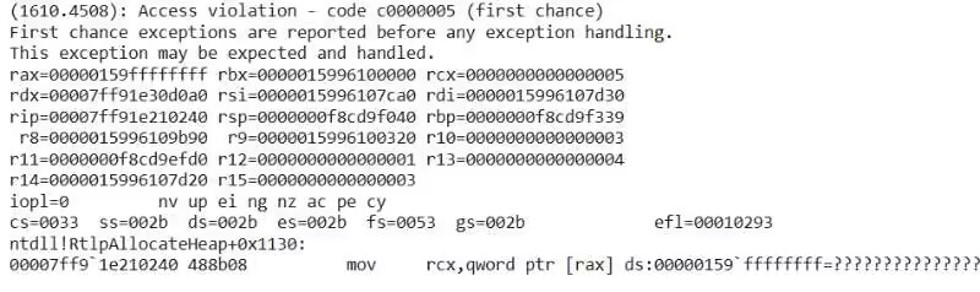 (1610.4508): Access violation - code c0000005 (first chance)
First chance exceptions are reported before any exception handling.
This exception may be expected and handled.
rax=00000159ffffffff rbx=0000015996100000 rcx=0000000000000005
rdx=00007ff91e30d0a0 rsi=0000015996107ca0 rdi=0000015996107d30
rip=00007ff91e210240 rsp=0000000f8cd9f040 rbp=0000000f8cd9f339
r8=0000015996109b90 r9=0000015996100320 r10=0000000000000003
r11=0000000f8cd9efd0 r12=0000000000000001 r13=0000000000000004
r14=0000015996107d20 r15=0000000000000003
iopl=0 nv up ei ng nz ac pe cy
cs=0033 ss=002b ds=002b es=002b fs=0053 gs=002b efl=00010293
ntdll!RtlpAllocateHeap+0x1130:
00007ff9`1e210240 488b08 mov rcx,qword ptr [rax] ds:00000159`ffffffff=????????????????